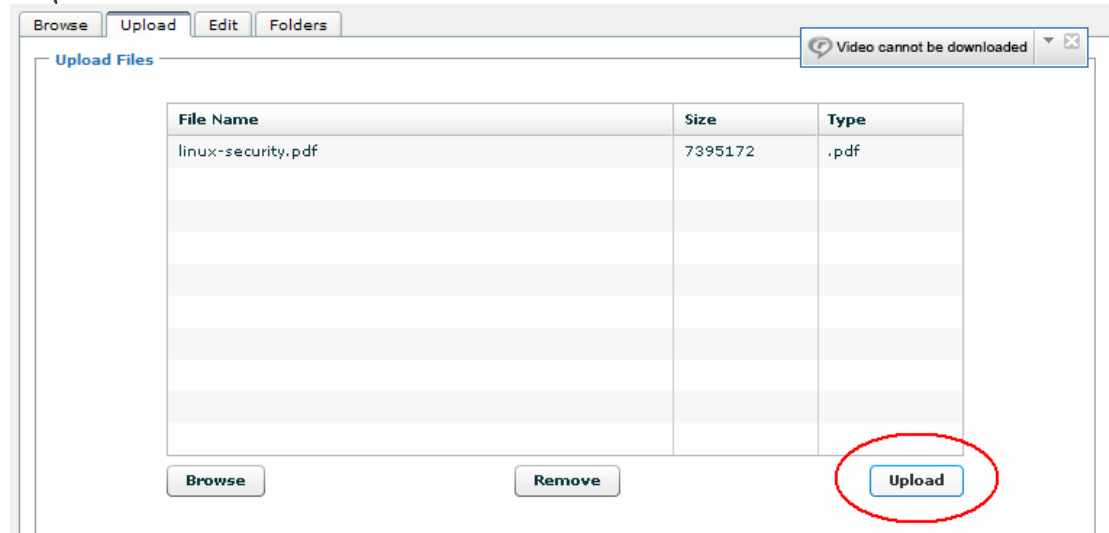 Browse Upload Edit Folders
Video cannot be downloaded
Upload Files
File Name Size Type
linux-security.pdf 7395172 .pdf
Browse Remove Upload